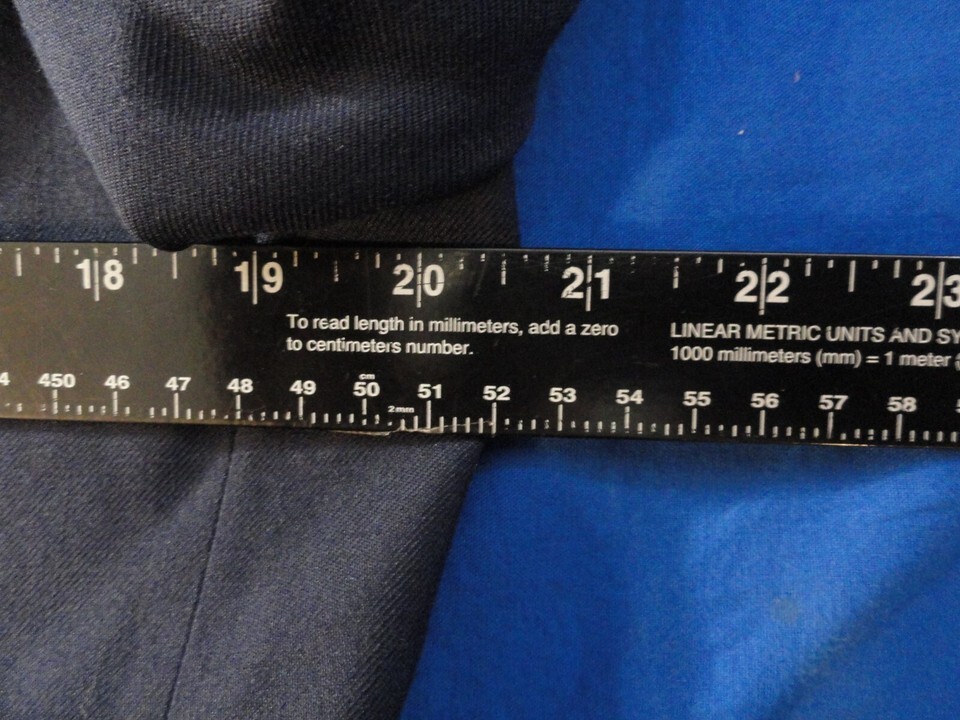 18 19 20 21 22 23
To read length in millimeters, add a zero
to centimeters number.
LINEAR METRIC UNITS AND SY
1000 millimeters (mm) = 1 meter
cm
4 450 46 47 48 49 50 51 52 53 54 55 56 57 58
2mm